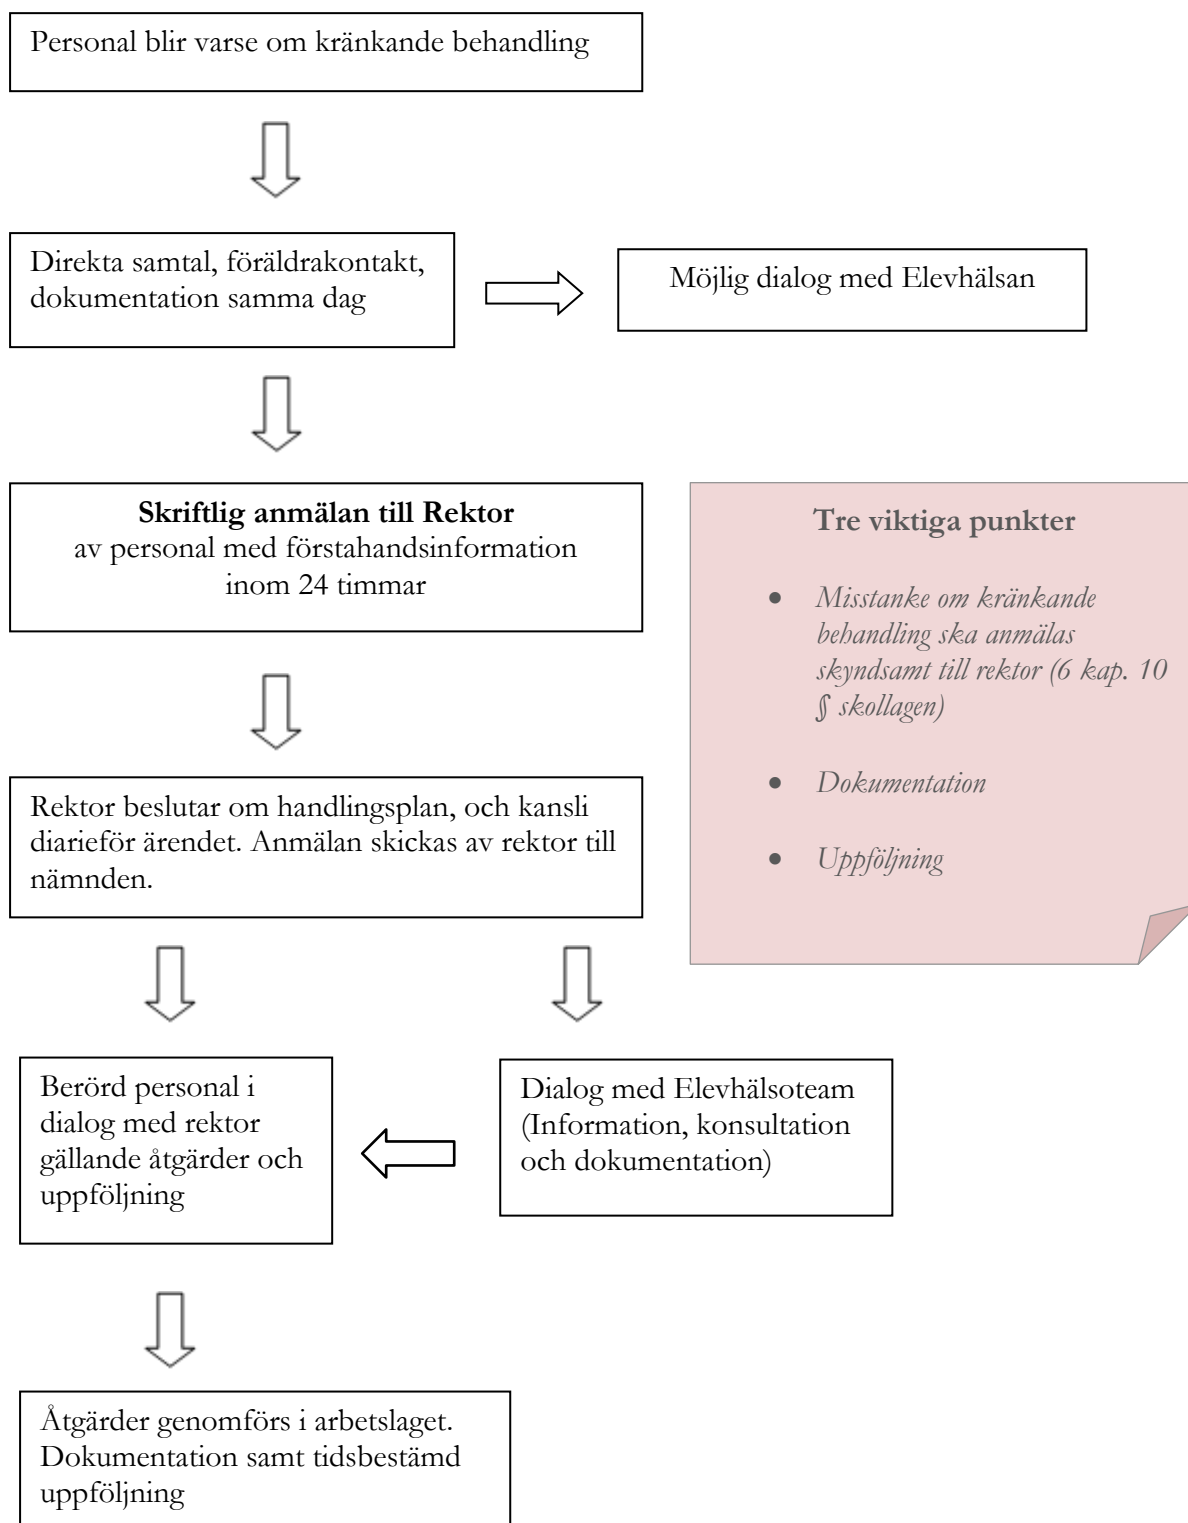 Personal blir varse om kränkande behandling
Direkta samtal, föräldrakontakt,
dokumentation samma dag
Möjlig dialog med Elevhälsan
Skriftlig anmälan till Rektor
av personal med förstahandsinformation
inom 24 timmar
Tre viktiga punkter
• Misstanke om kränkande
behandling ska anmälas
skyndsamt till rektor (6 kap. 10
§ skollagen)
• Dokumentation
• Uppföljning
Rektor beslutar om handlingsplan, och kansli
diarieför ärendet. Anmälan skickas av rektor till
nämnden.
Berörd personal i
dialog med rektor
gällande åtgärder och
uppföljning
Dialog med Elevhälsoteam
(Information, konsultation
och dokumentation)
Åtgärder genomförs i arbetslaget.
Dokumentation samt tidsbestämd
uppföljning